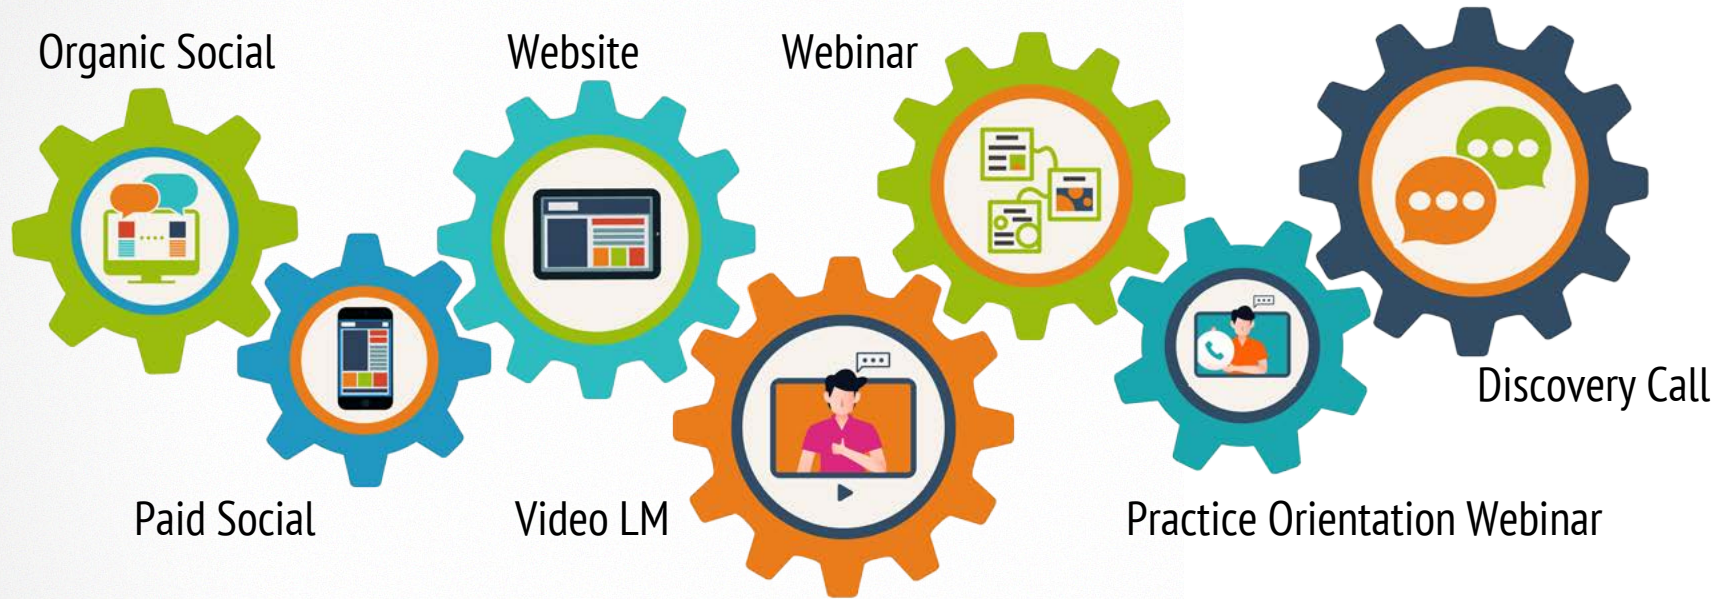 Organic Social
Website
Webinar
Discovery Call
Paid Social
Video LM
Practice Orientation Webinar